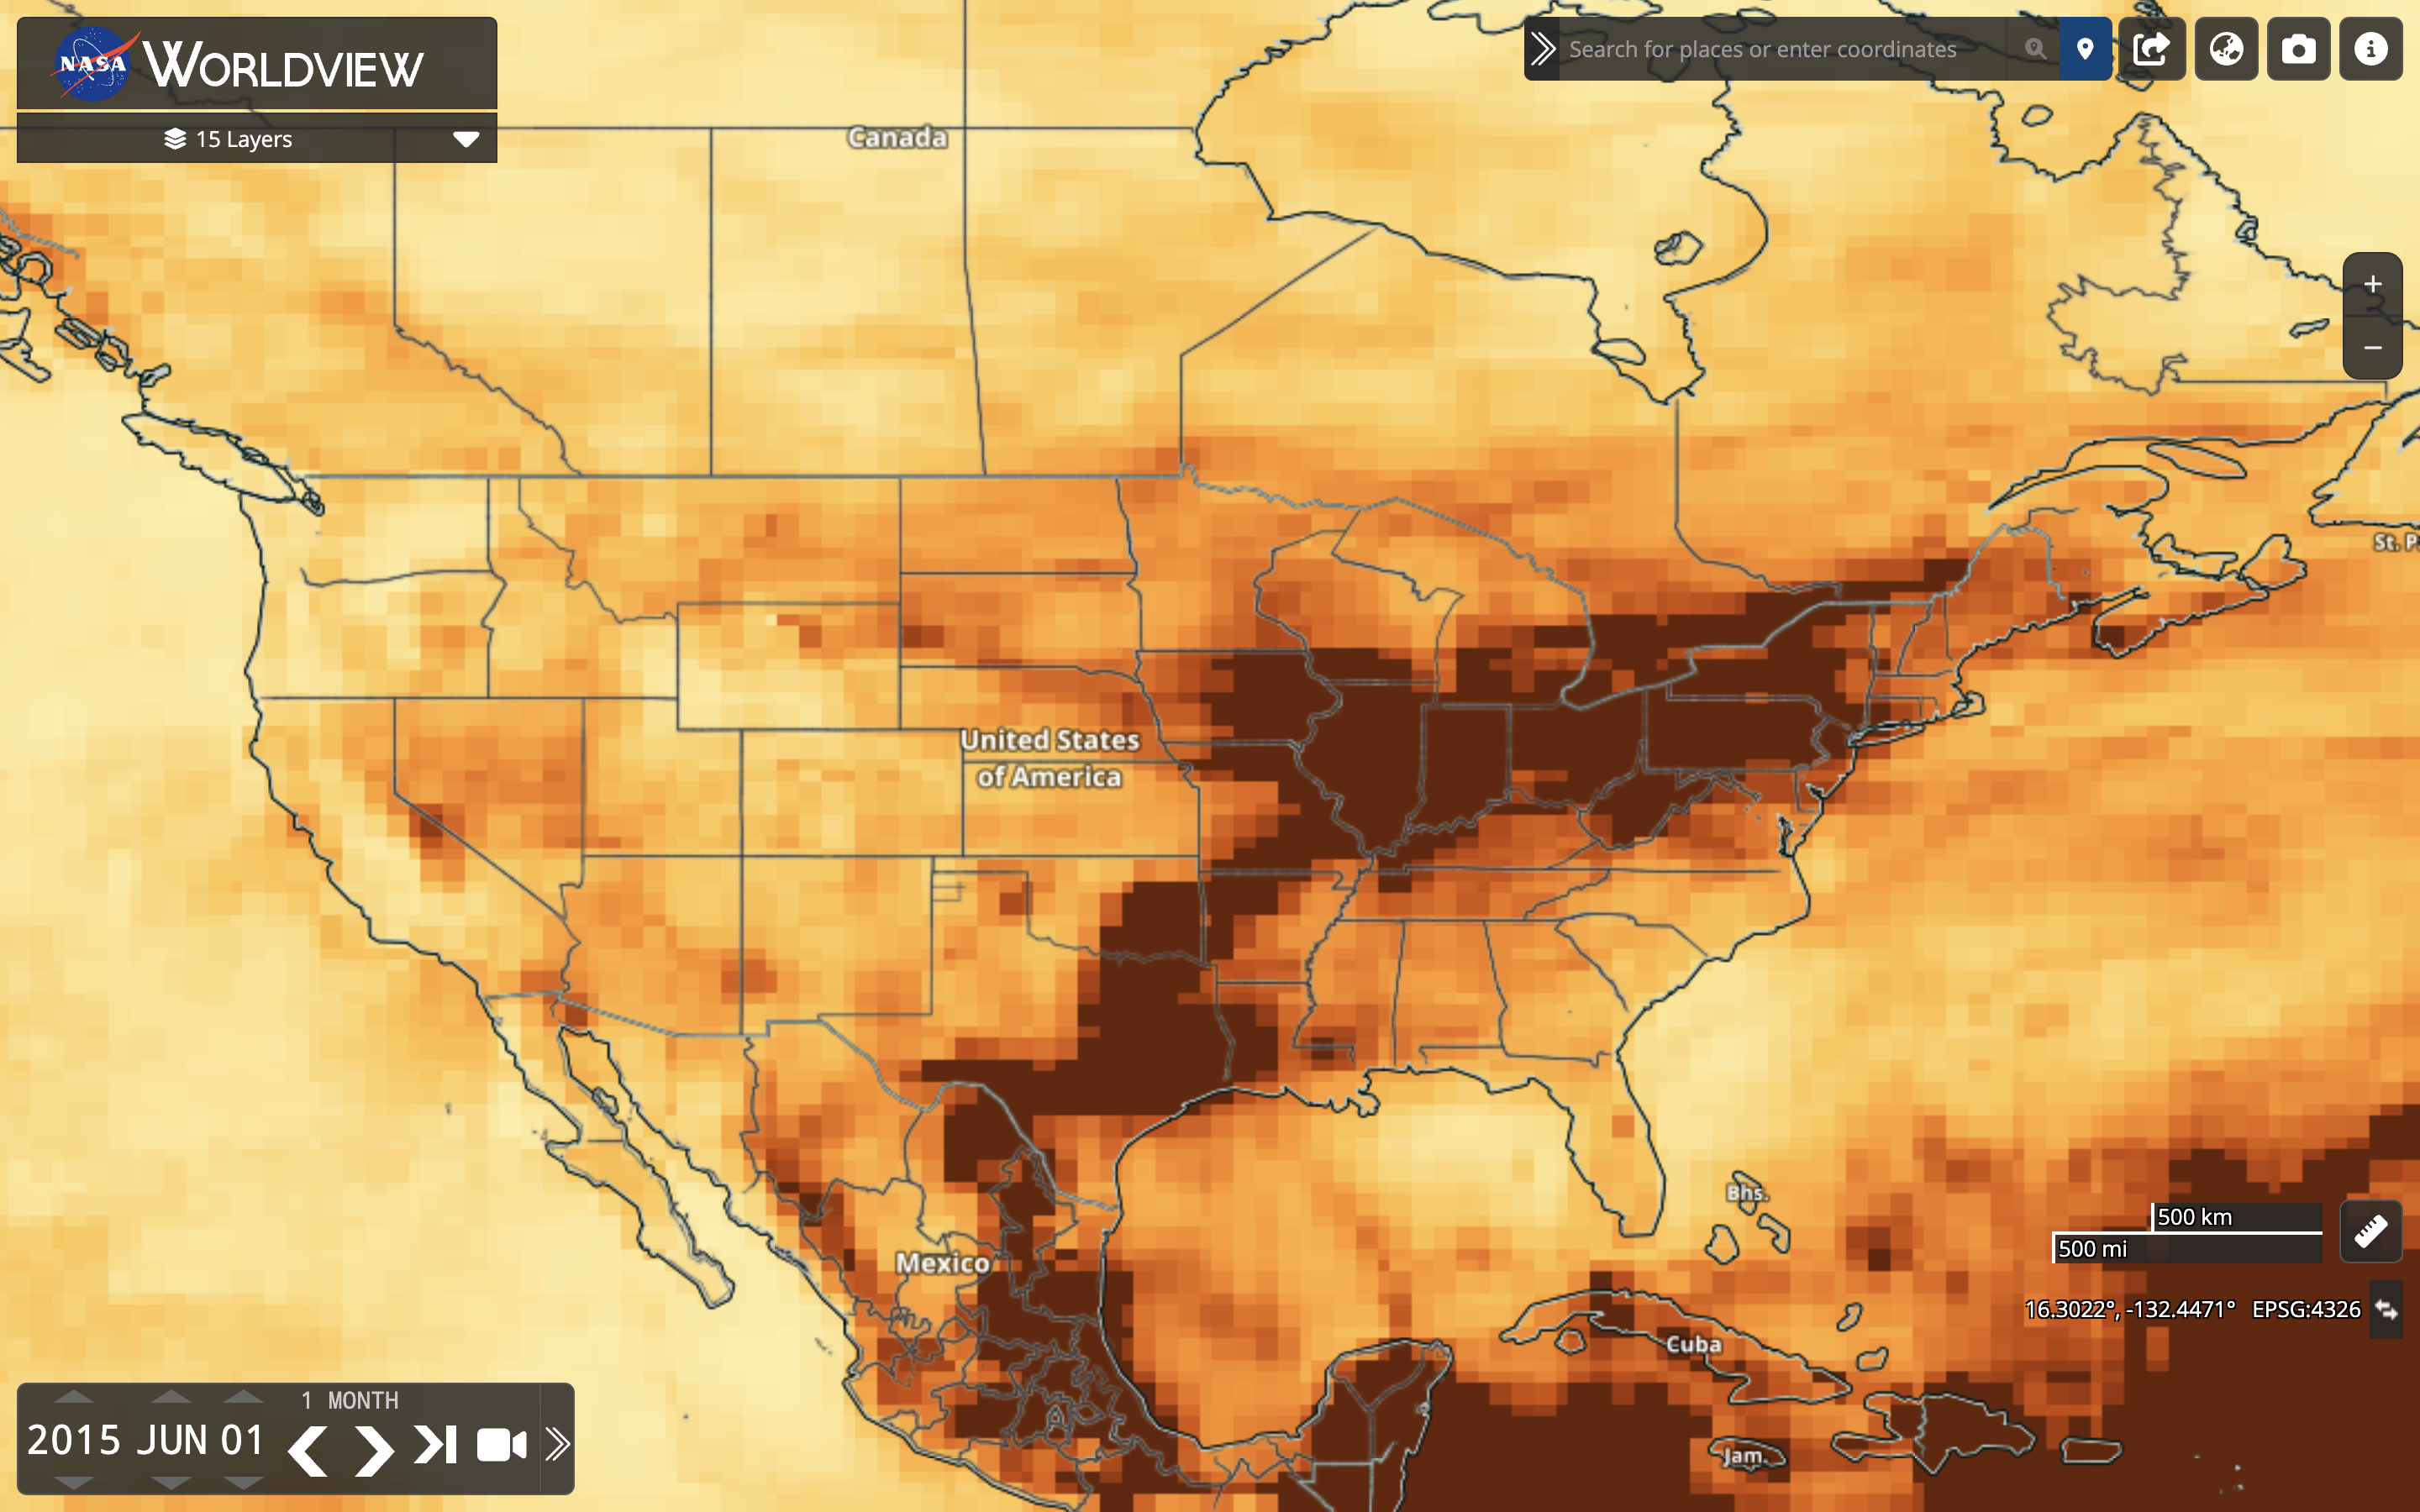 NASA WORLDVIEW
15 Layers
Search for places or enter coordinates
Canada
St. P
United States
of America
Bhs.
500 km
500 mi
Mexico
16.3022°, -132.4471° EPSG:4326
Cuba
Jam.
1 MONTH
2015 JUN 01